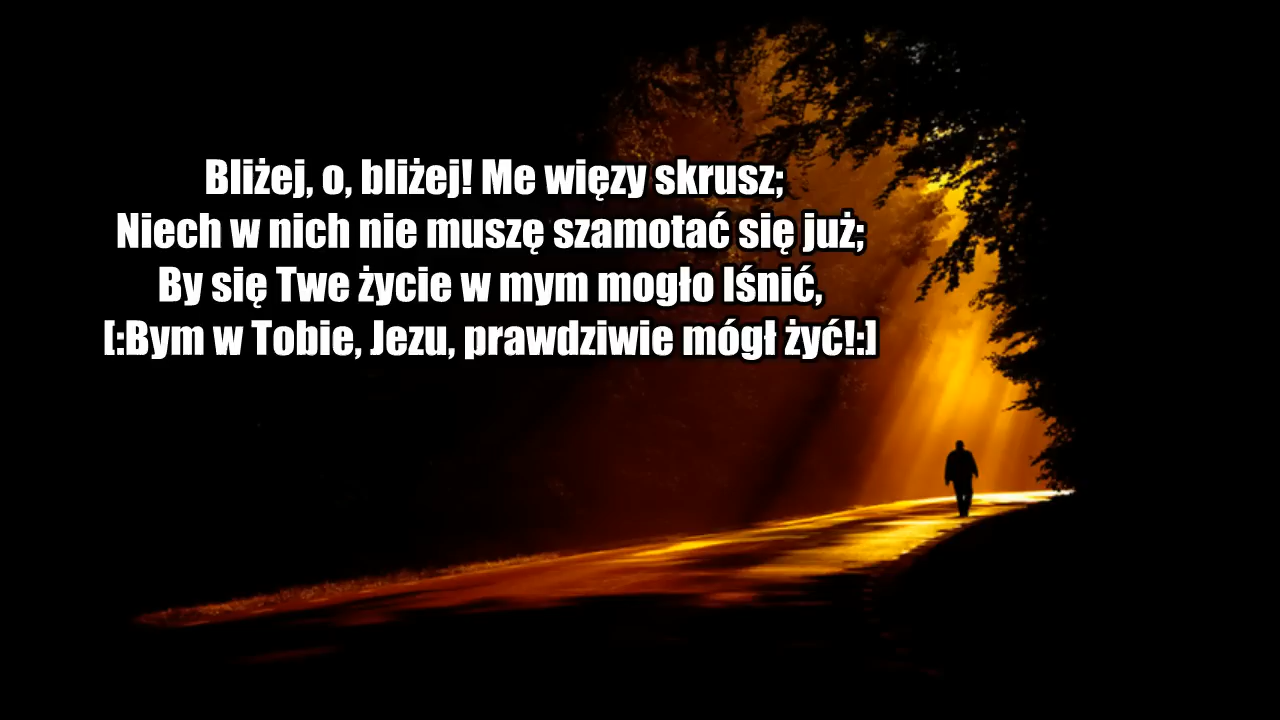 Bliżej, o, bliżej! Me więzy skrusz;
Niech w nich nie muszę szamotać się już;
By się Twe życie w mym mogło lśnić,
[:Bym w Tobie, Jezu, prawdziwie mógł żyć!:]